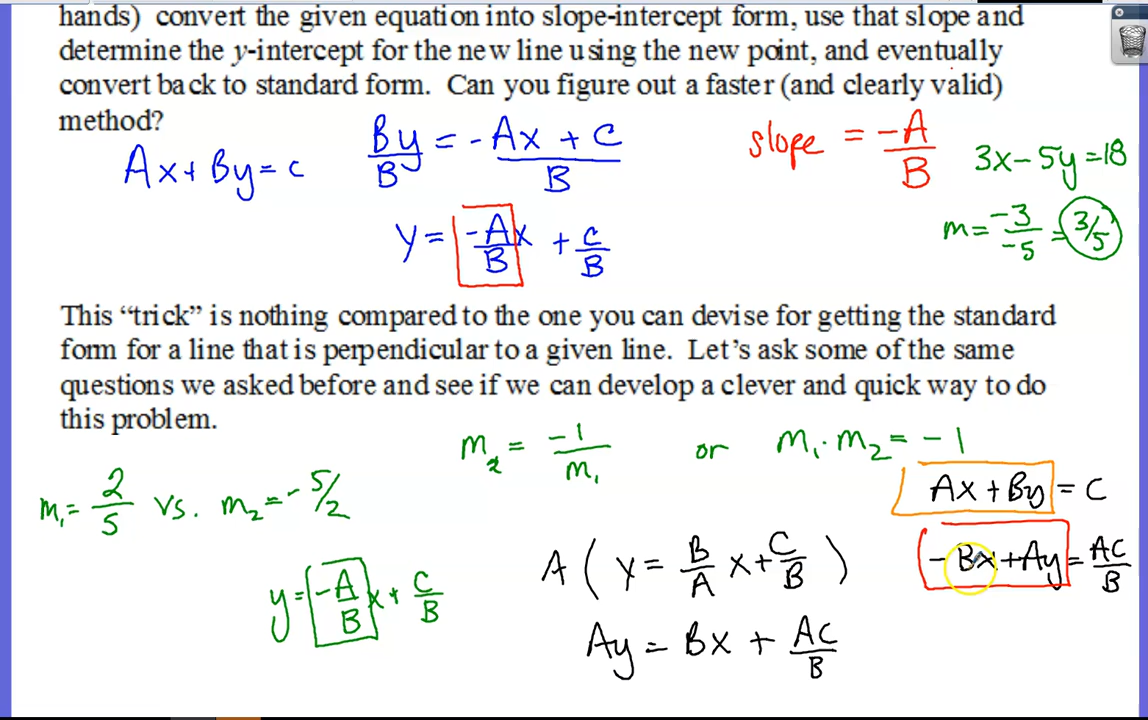 hands) convert the given equation into slope-intercept form, use that slope and
determine the y-intercept for the new line using the new point, and eventually
convert back to standard form. Can you figure out a faster (and clearly valid)
method?
Ax + By = C
By/B = -Ax + C/B
y = -A/B x + C/B
slope = -A/B
3x - 5y = 18
m = -3/-5 = 3/5
This “trick” is nothing compared to the one you can devise for getting the standard
form for a line that is perpendicular to a given line. Let’s ask some of the same
questions we asked before and see if we can develop a clever and quick way to do
this problem.
m₂ = -1/m₁ or m₁ · m₂ = -1
m₁ = 2/5 vs. m₂ = -5/2
y = -A/B x + C/B
A ( y = B/A x + C/B )
Ay = Bx + AC/B
Ax + By = C
-Bx + Ay = AC/B